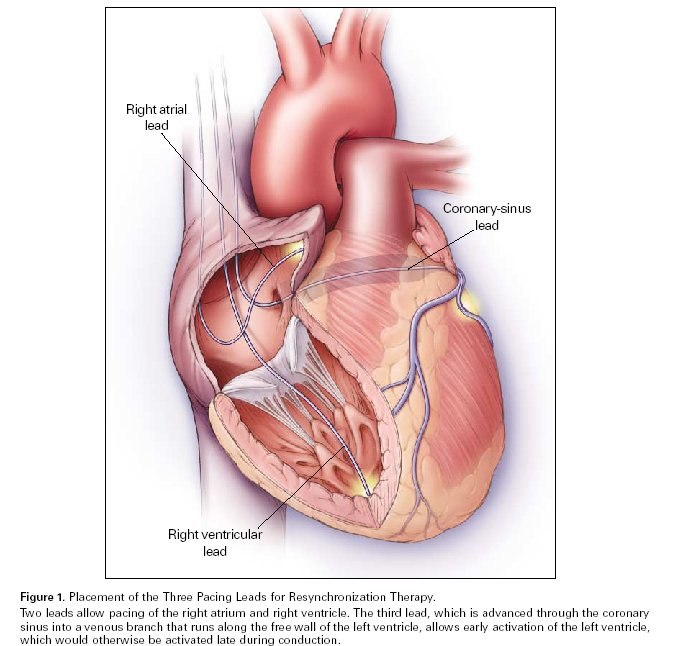 Right atrial
lead
Coronary-sinus
lead
Right ventricular
lead
Figure 1. Placement of the Three Pacing Leads for Resynchronization Therapy.
Two leads allow pacing of the right atrium and right ventricle. The third lead, which is advanced through the coronary
sinus into a venous branch that runs along the free wall of the left ventricle, allows early activation of the left ventricle,
which would otherwise be activated late during conduction.